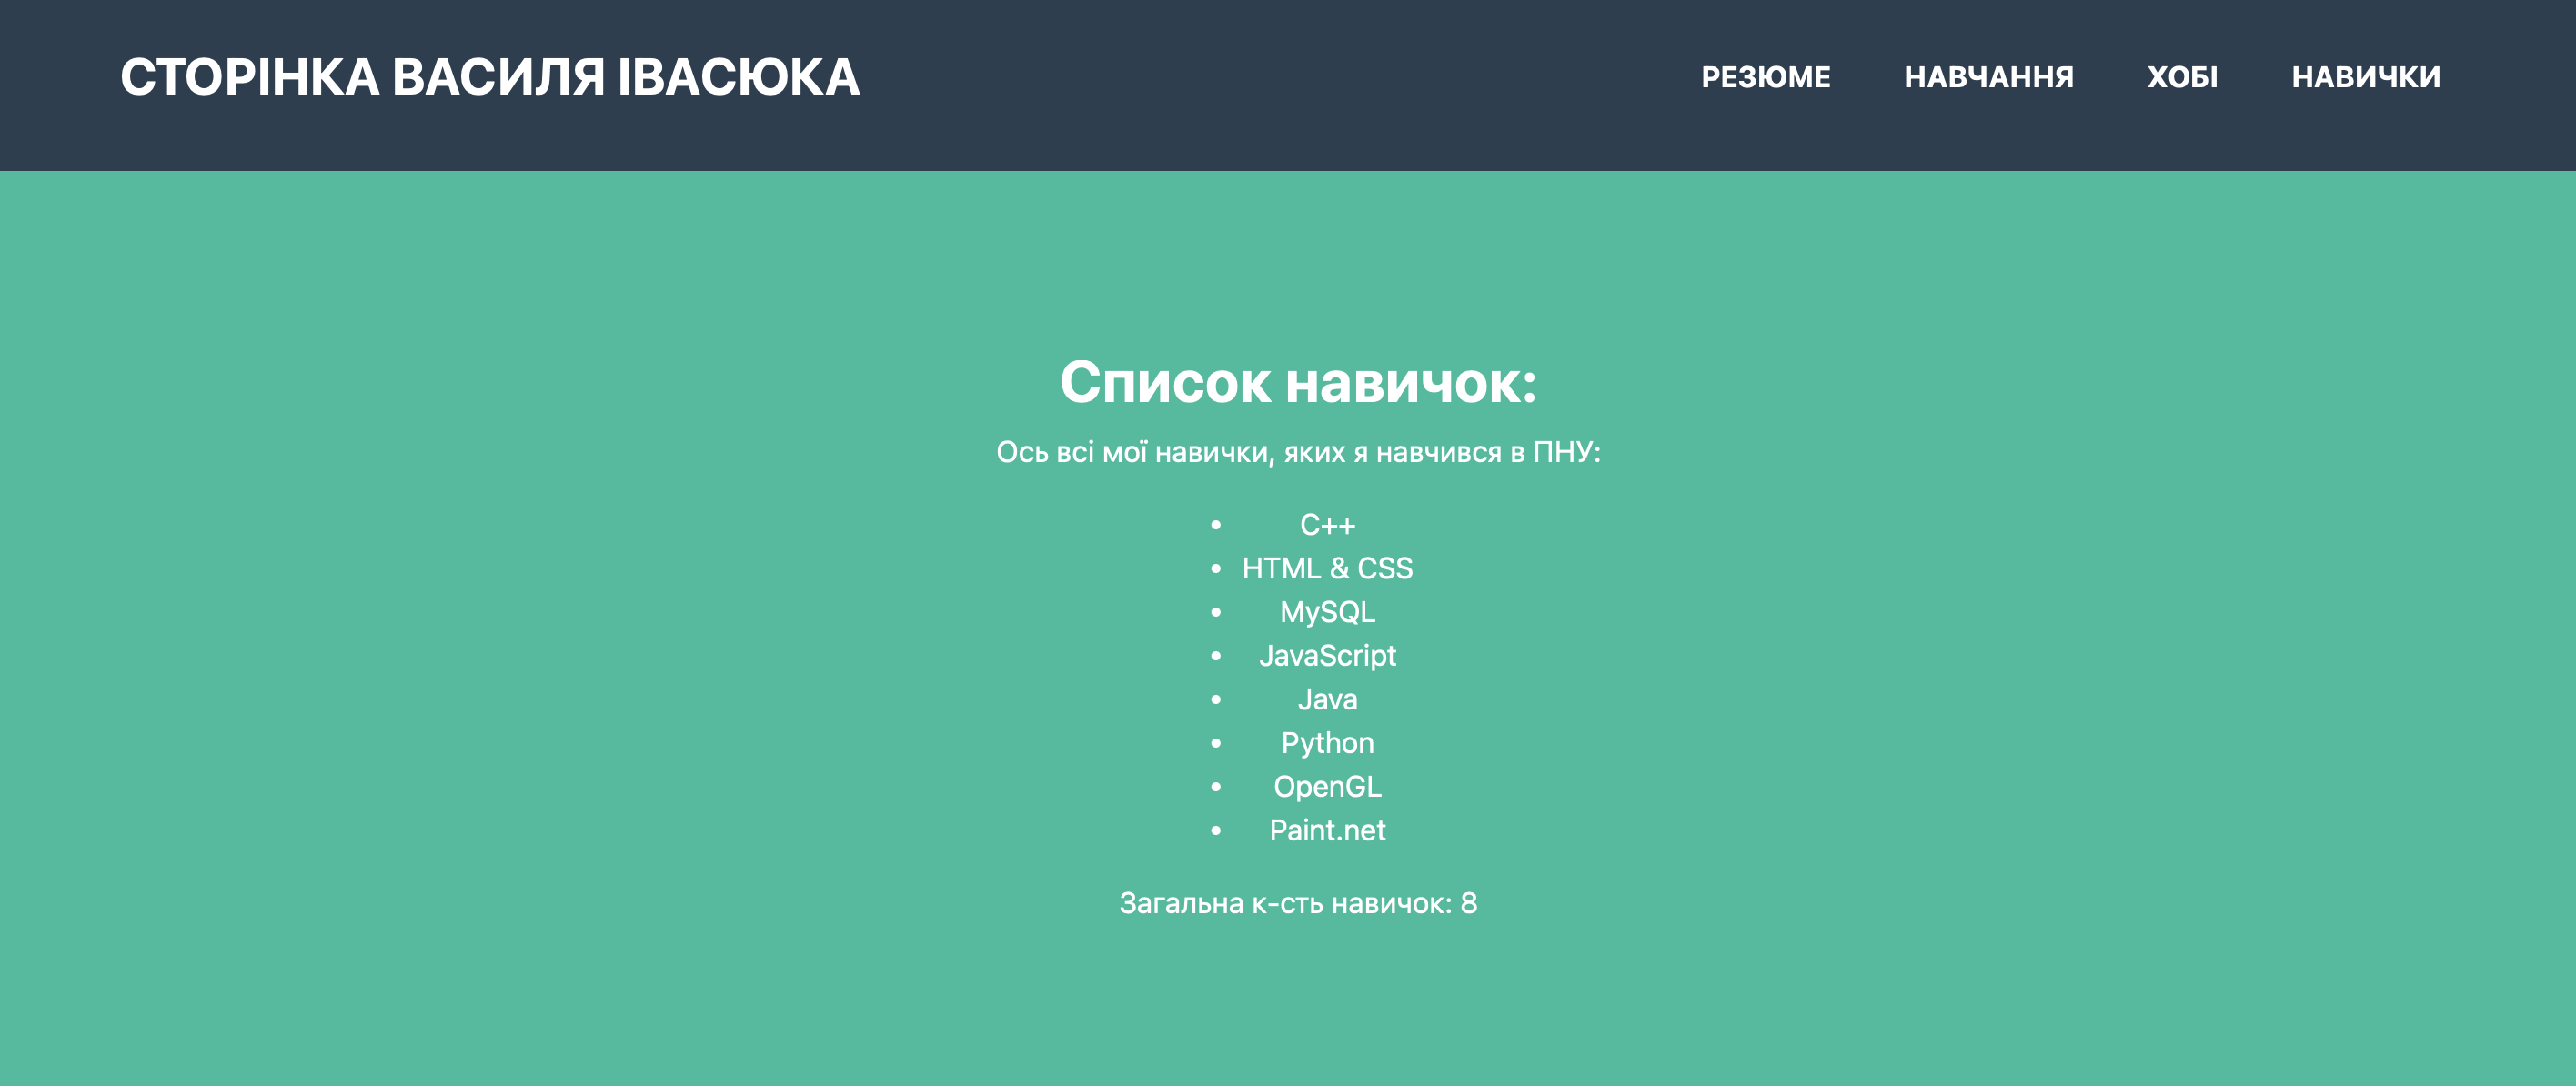 СТОРІНКА ВАСИЛЯ ІВАСЮКА
РЕЗЮМЕ НАВЧАННЯ ХОБІ НАВИЧКИ
Список навичок:
Ось всі мої навички, яких я навчився в ПНУ:
• C++
• HTML & CSS
• MySQL
• JavaScript
• Java
• Python
• OpenGL
• Paint.net
Загальна к-сть навичок: 8